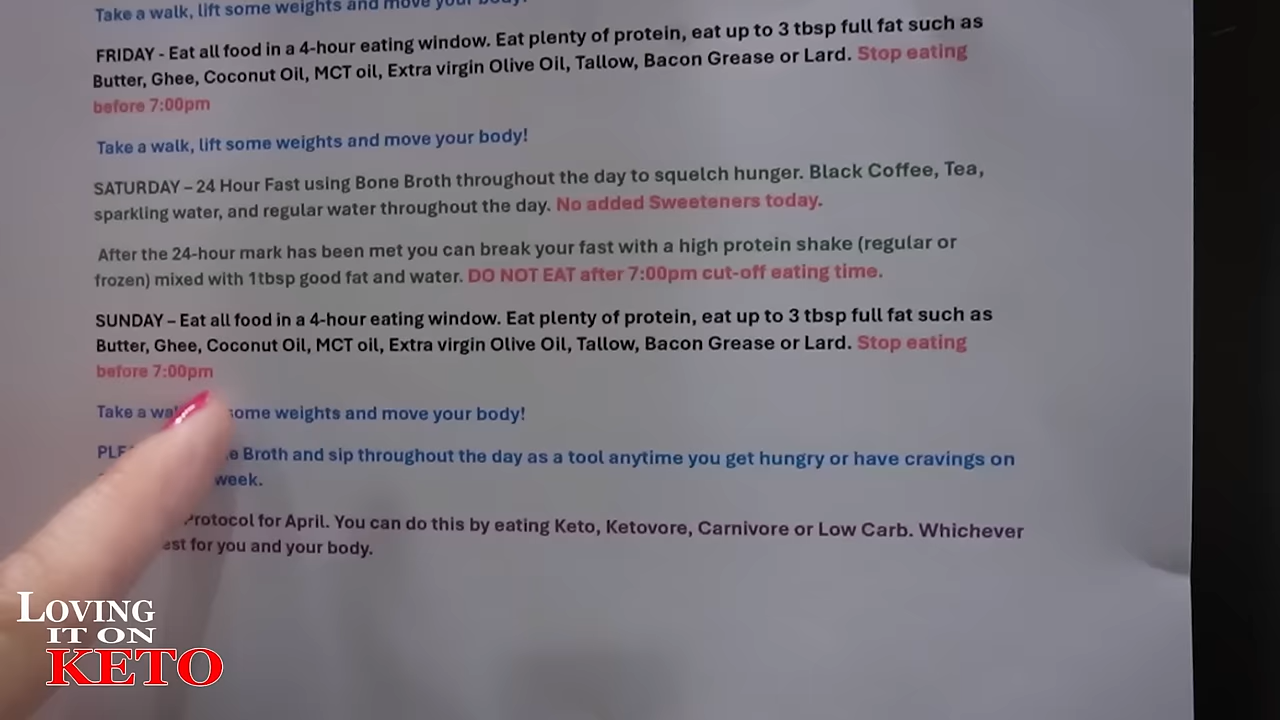 Take a walk, lift some weights and move your body!
FRIDAY - Eat all food in a 4-hour eating window. Eat plenty of protein, eat up to 3 tbsp full fat such as
Butter, Ghee, Coconut Oil, MCT oil, Extra virgin Olive Oil, Tallow, Bacon Grease or Lard. Stop eating
before 7:00pm
Take a walk, lift some weights and move your body!
SATURDAY – 24 Hour Fast using Bone Broth throughout the day to squelch hunger. Black Coffee, Tea,
sparkling water, and regular water throughout the day. No added Sweeteners today.
After the 24-hour mark has been met you can break your fast with a high protein shake (regular or
frozen) mixed with 1tbsp good fat and water. DO NOT EAT after 7:00pm cut-off eating time.
SUNDAY – Eat all food in a 4-hour eating window. Eat plenty of protein, eat up to 3 tbsp full fat such as
Butter, Ghee, Coconut Oil, MCT oil, Extra virgin Olive Oil, Tallow, Bacon Grease or Lard. Stop eating
before 7:00pm
Take a some weights and move your body!
Broth and sip throughout the day as a tool anytime you get hungry or have cravings on
week.
Protocol for April. You can do this by eating Keto, Ketovore, Carnivore or Low Carb. Whichever
for you and your body.
LOVING
IT ON
KETO